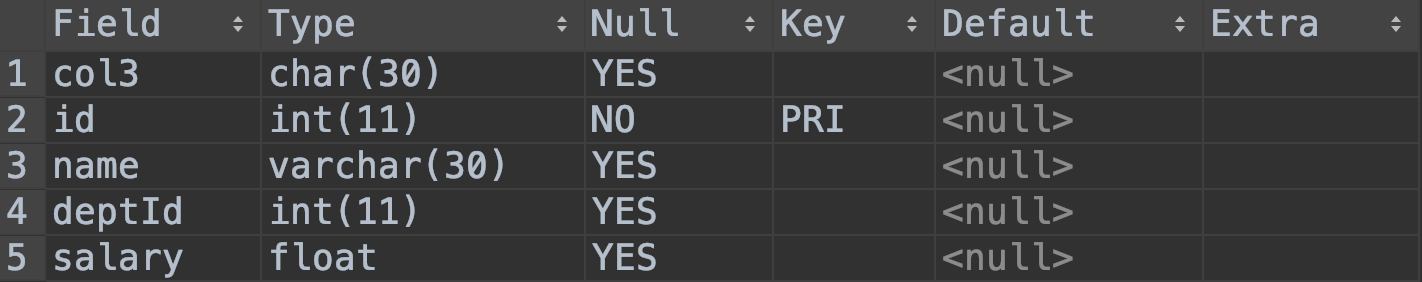 Field Type Null Key Default Extra
1 col3 char(30) YES <null>
2 id int(11) NO PRI <null>
3 name varchar(30) YES <null>
4 deptId int(11) YES <null>
5 salary float YES <null>